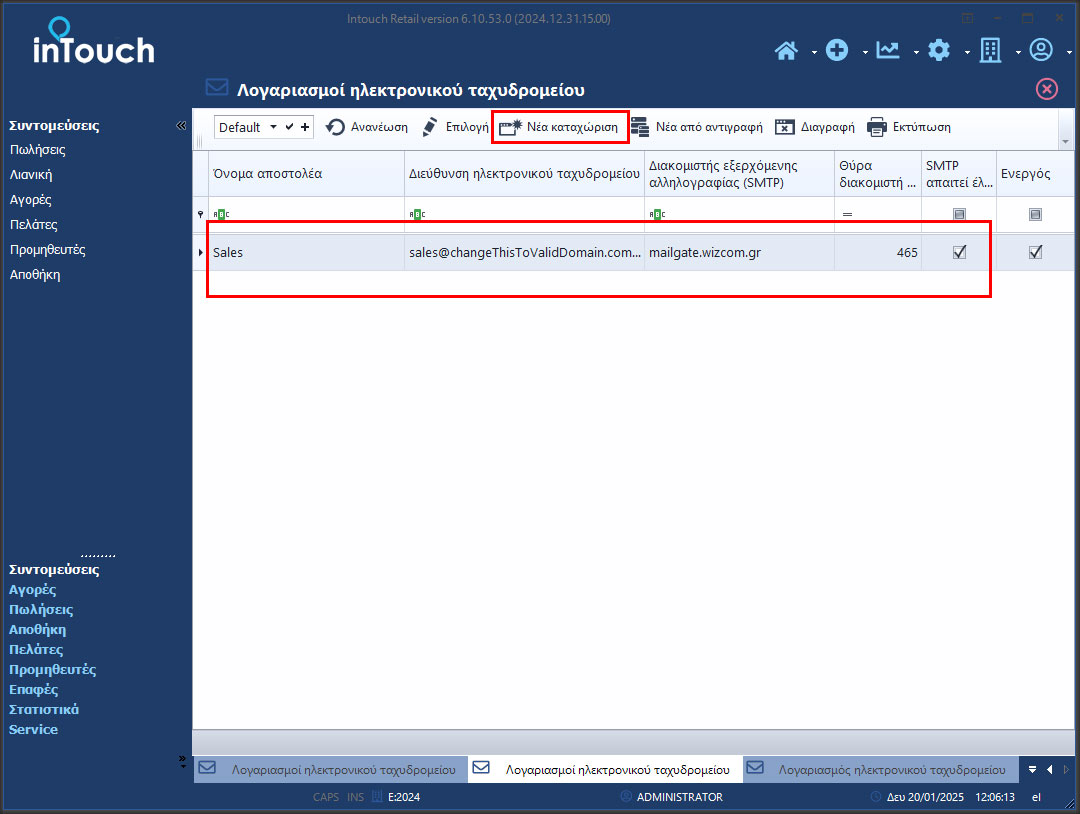 Intouch Retail version 6.10.53.0 (2024.12.31.15.00)
inTouch
Λογαριασμοί ηλεκτρονικού ταχυδρομείου
Συντομεύσεις
Πωλήσεις
Λιανική
Αγορές
Πελάτες
Προμηθευτές
Αποθήκη
Default
Ανανέωση
Επιλογή
Νέα καταχώριση
Νέα από αντιγραφή
Διαγραφή
Εκτύπωση
Όνομα αποστολέα
Διεύθυνση ηλεκτρονικού ταχυδρομείου
Διακομιστής εξερχόμενης
αλληλογραφίας (SMTP)
Θύρα
διακομιστή ...
SMTP
απαιτεί έλ...
Ενεργός
ABC ABC ABC =
Sales sales@changeThisToValidDomain.com... mailgate.wizcom.gr 465
Συντομεύσεις
Αγορές
Πωλήσεις
Αποθήκη
Πελάτες
Προμηθευτές
Επαφές
Στατιστικά
Service
Λογαριασμοί ηλεκτρονικού ταχυδρομείου
Λογαριασμοί ηλεκτρονικού ταχυδρομείου
Λογαριασμός ηλεκτρονικού ταχυδρομείου
CAPS INS E:2024 ADMINISTRATOR Δευ 20/01/2025 12:06:13 el